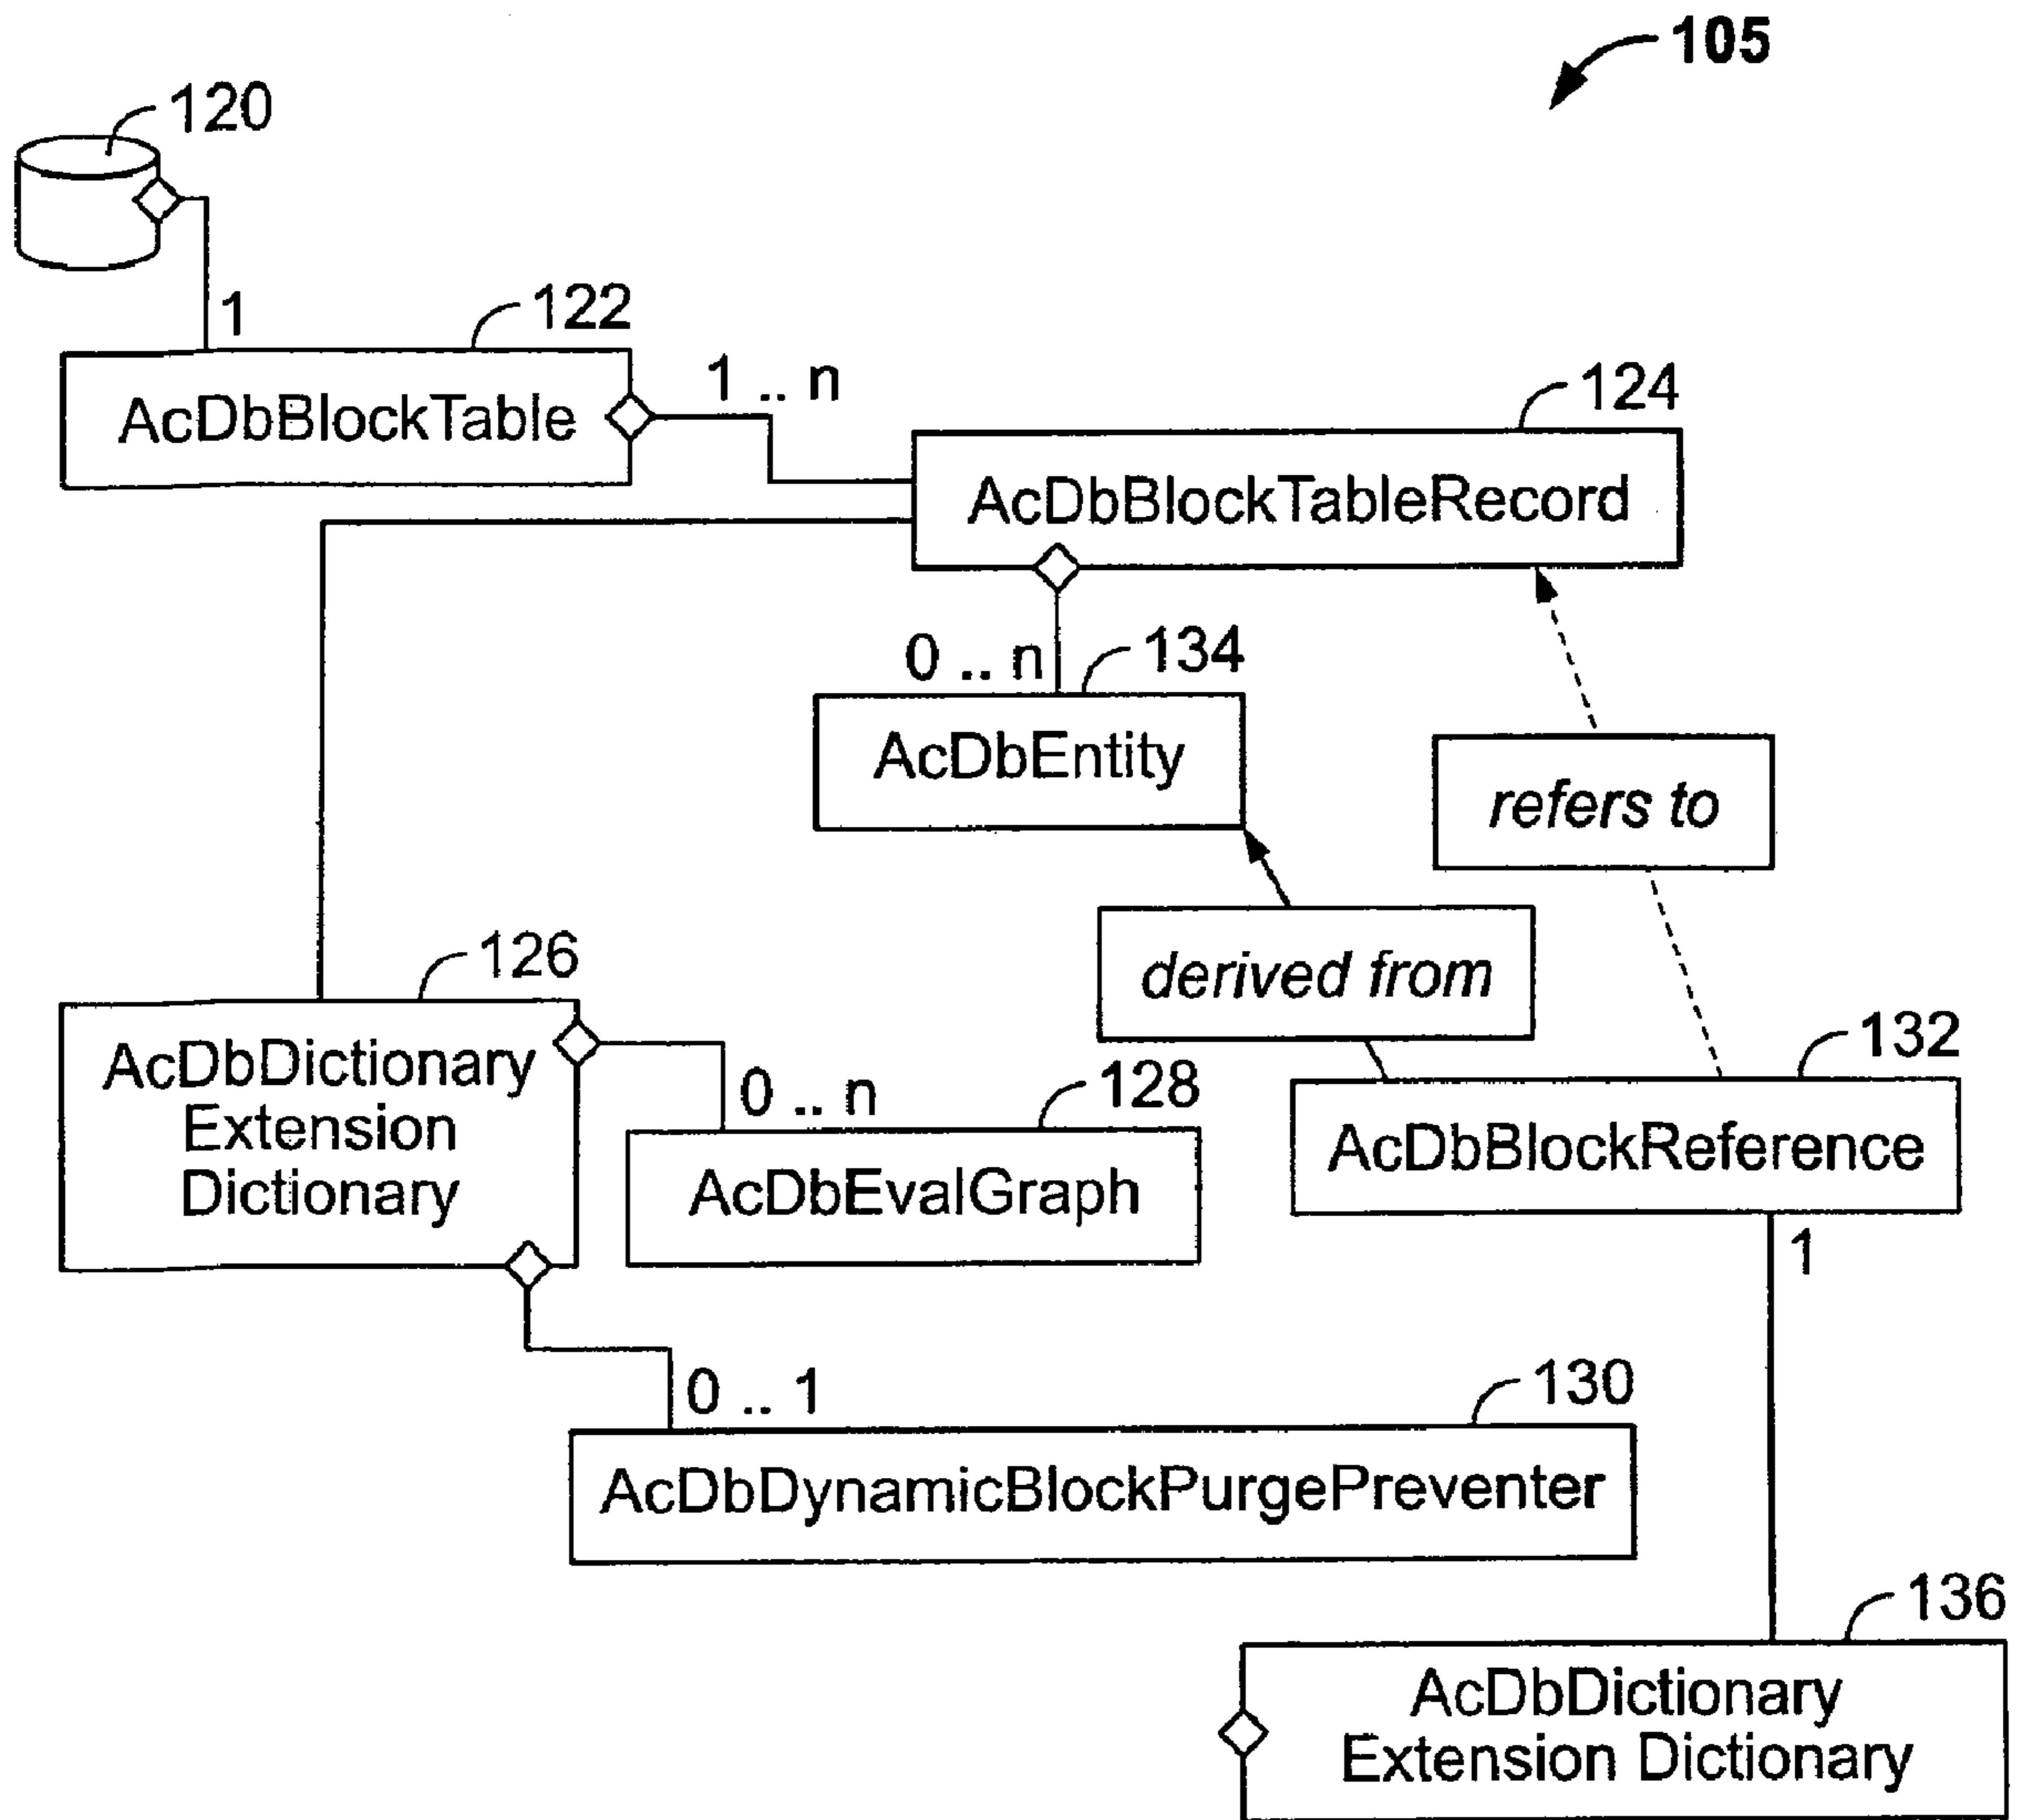 105
120
1
122
AcDbBlockTable
1 .. n
124
AcDbBlockTableRecord
0 .. n
134
AcDbEntity
refers to
derived from
126
AcDbDictionary
Extension
Dictionary
0 .. n
128
AcDbEvalGraph
132
AcDbBlockReference
1
0 .. 1
130
AcDbDynamicBlockPurgePreventer
136
AcDbDictionary
Extension Dictionary